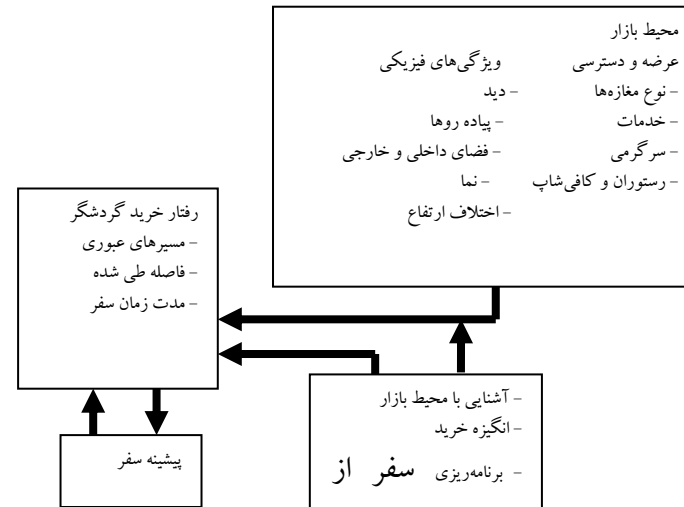 محیط بازار
عرضه و دسترسی ویژگی‌های فیزیکی
- نوع مغازه‌ها - دید
- خدمات - پیاده روها
- سرگرمی - فضای داخلی و خارجی
- رستوران و کافی‌شاپ - نما
- اختلاف ارتفاع
رفتار خرید گردشگر
- مسیرهای عبوری
- فاصله طی شده
- مدت زمان سفر
- آشنایی با محیط بازار
- انگیزه خرید
- برنامه‌ریزی سفر از
پیشینه سفر